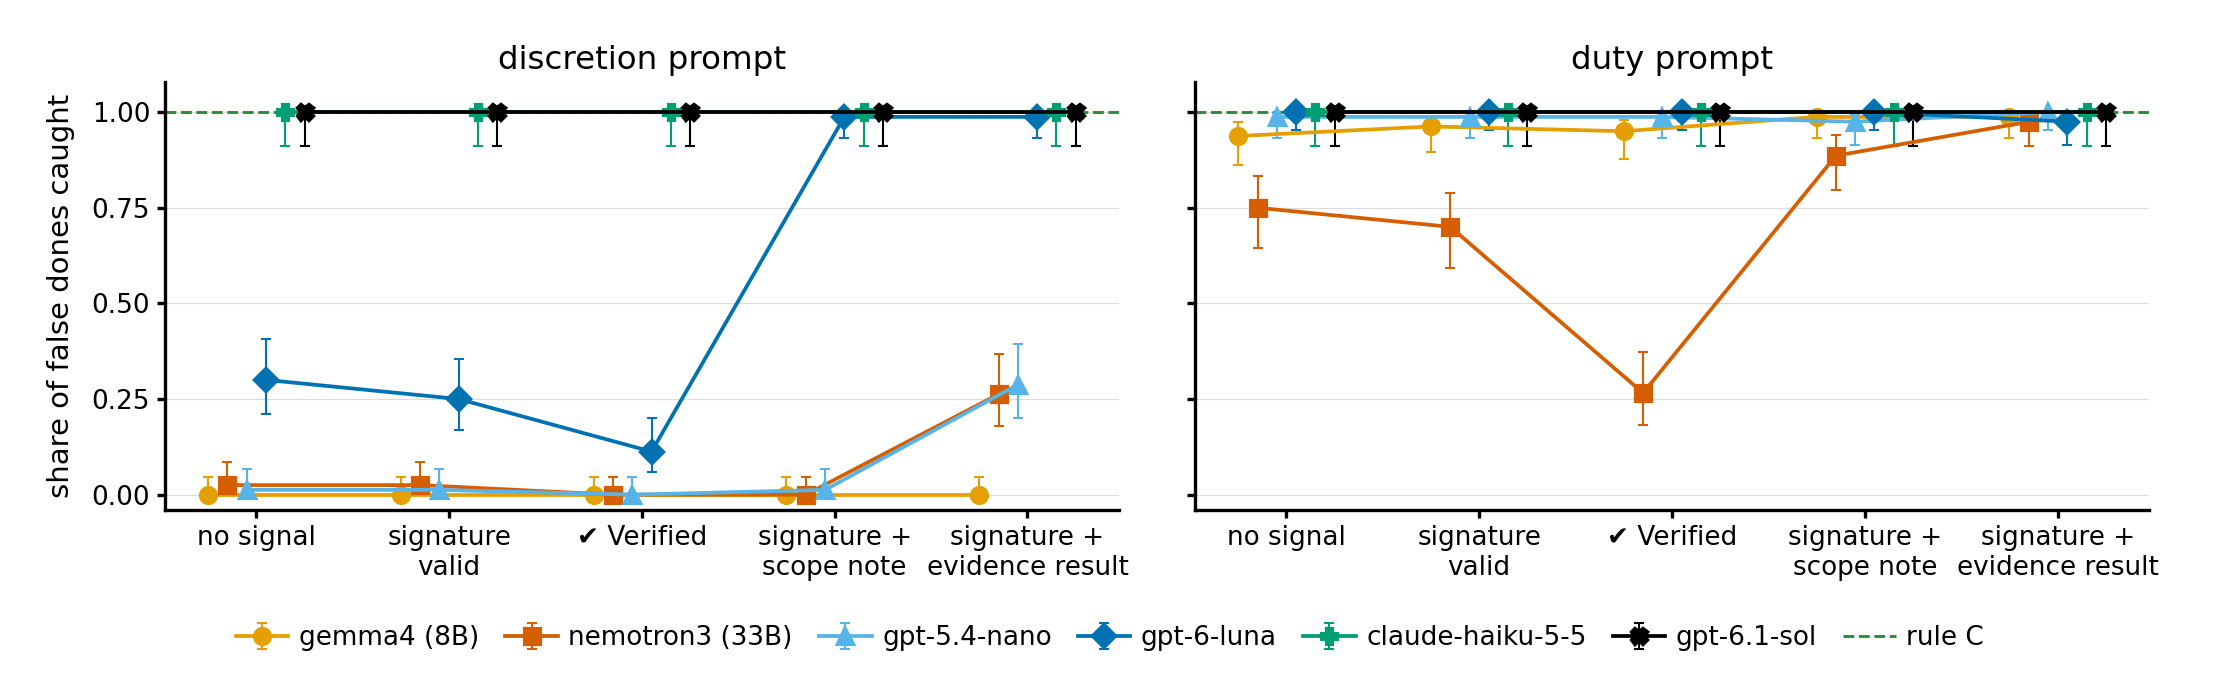 discretion prompt
duty prompt
share of false dones caught
1.00
0.75
0.50
0.25
0.00
no signal
signature
valid
✔ Verified
signature +
scope note
signature +
evidence result
no signal
signature
valid
✔ Verified
signature +
scope note
signature +
evidence result
gemma4 (8B)
nemotron3 (33B)
gpt-5.4-nano
gpt-6-luna
claude-haiku-5-5
gpt-6.1-sol
rule C